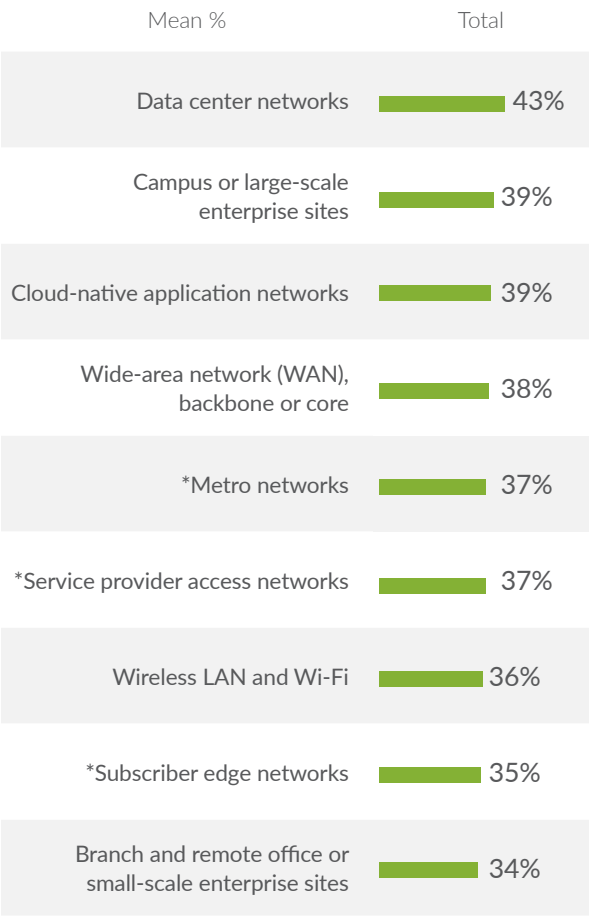 Mean % Total
Data center networks 43%
Campus or large-scale
enterprise sites 39%
Cloud-native application networks 39%
Wide-area network (WAN),
backbone or core 38%
*Metro networks 37%
*Service provider access networks 37%
Wireless LAN and Wi-Fi 36%
*Subscriber edge networks 35%
Branch and remote office or
small-scale enterprise sites 34%